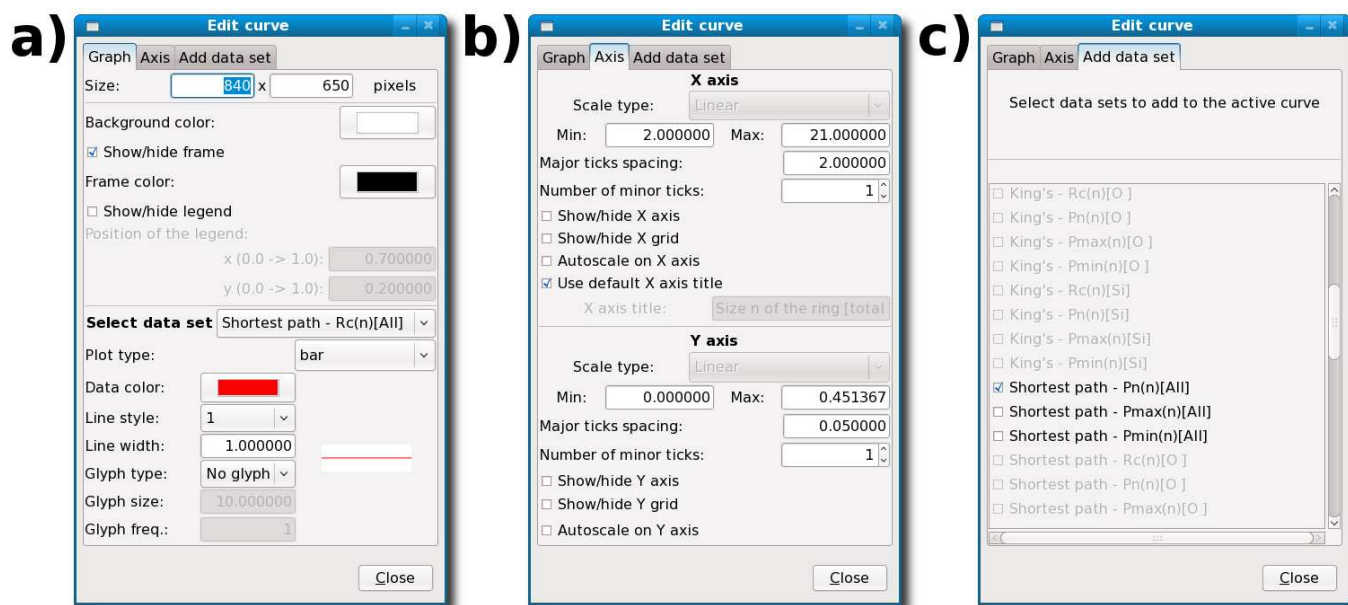 a)
Edit curve
Graph Axis Add data set
Size: 840 x 650 pixels
Background color:
Show/hide frame
Frame color:
Show/hide legend
Position of the legend:
x (0.0 -> 1.0): 0.700000
y (0.0 -> 1.0): 0.200000
Select data set Shortest path - Rc(n)[All]
Plot type: bar
Data color:
Line style: 1
Line width: 1.000000
Glyph type: No glyph
Glyph size: 10.000000
Glyph freq.: 1
Close
b)
Edit curve
Graph Axis Add data set
X axis
Scale type: Linear
Min: 2.000000 Max: 21.000000
Major ticks spacing: 2.000000
Number of minor ticks: 1
Show/hide X axis
Show/hide X grid
Autoscale on X axis
Use default X axis title
X axis title: Size n of the ring [total
Y axis
Scale type: Linear
Min: 0.000000 Max: 0.451367
Major ticks spacing: 0.050000
Number of minor ticks: 1
Show/hide Y axis
Show/hide Y grid
Autoscale on Y axis
Close
c)
Edit curve
Graph Axis Add data set
Select data sets to add to the active curve
King's - Rc(n)[O ]
King's - Pn(n)[O ]
King's - Pmax(n)[O ]
King's - Pmin(n)[O ]
King's - Rc(n)[Si]
King's - Pn(n)[Si]
King's - Pmax(n)[Si]
King's - Pmin(n)[Si]
Shortest path - Pn(n)[All]
Shortest path - Pmax(n)[All]
Shortest path - Pmin(n)[All]
Shortest path - Rc(n)[O ]
Shortest path - Pn(n)[O ]
Shortest path - Pmax(n)[O ]
Close